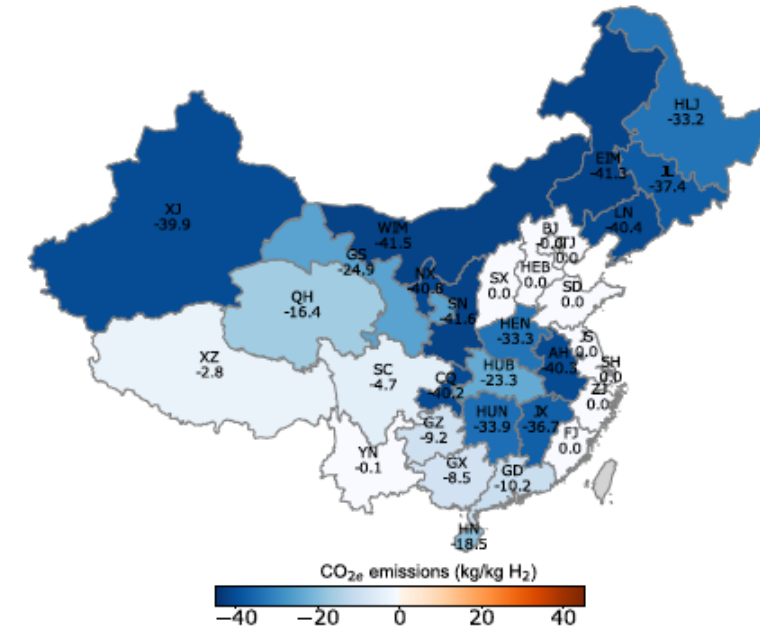 HLJ
-33.2
EIM
-41.3
JL
-37.4
LN
-40.4
XJ
-39.9
WIM
-41.5
GS
-24.9
BJ
-0.0
TJ
0.0
NX
-40.8
HEB
0.0
SX
0.0
SD
0.0
QH
-16.4
SN
-41.6
HEN
-33.3
JS
0.0
XZ
-2.8
SC
-4.7
CQ
-40.2
HUB
-23.3
AH
-40.3
SH
0.0
ZJ
0.0
GZ
-9.2
HUN
-33.9
JX
-36.7
FJ
0.0
YN
-0.1
GX
-8.5
GD
-10.2
HN
-18.5
CO₂ₑ emissions (kg/kg H₂)
−40 −20 0 20 40